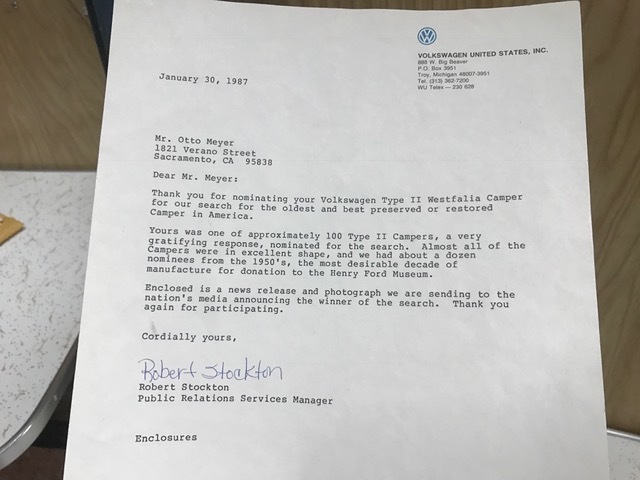 VOLKSWAGEN UNITED STATES, INC.
888 W. Big Beaver
P.O. Box 3951
Troy, Michigan 48007-3951
Tel. (313) 362-7200
WU Telex — 230 628
January 30, 1987
Mr. Otto Meyer
1821 Verano Street
Sacramento, CA 95838
Dear Mr. Meyer:
Thank you for nominating your Volkswagen Type II Westfalia Camper
for our search for the oldest and best preserved or restored
Camper in America.
Yours was one of approximately 100 Type II Campers, a very
gratifying response, nominated for the search. Almost all of the
Campers were in excellent shape, and we had about a dozen
nominees from the 1950's, the most desirable decade of
manufacture for donation to the Henry Ford Museum.
Enclosed is a news release and photograph we are sending to the
nation's media announcing the winner of the search. Thank you
again for participating.
Cordially yours,
Robert Stockton
Robert Stockton
Public Relations Services Manager
Enclosures